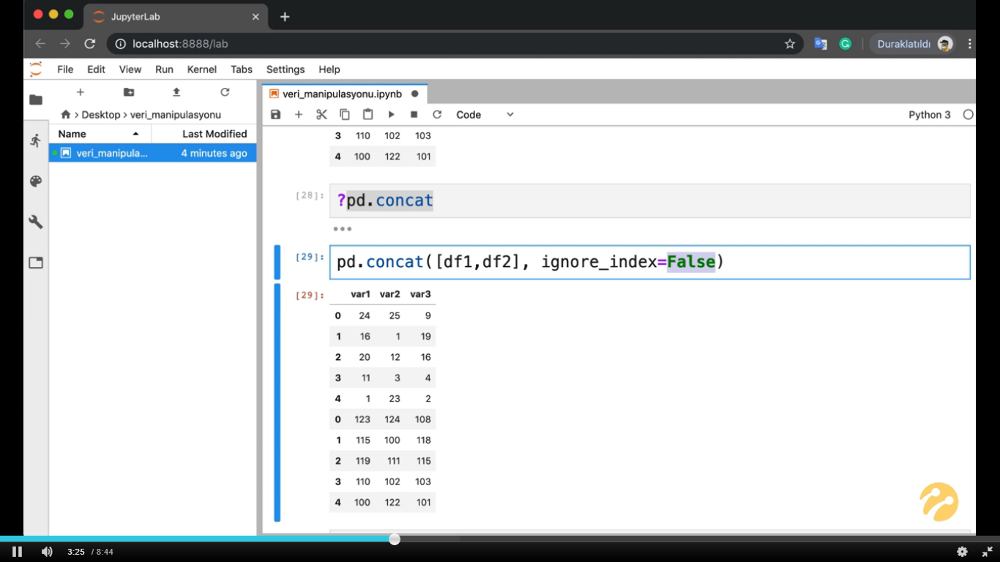 JupyterLab
localhost:8888/lab
Duraklatıldı
File Edit View Run Kernel Tabs Settings Help
veri_manipulasyonu.ipynb
Desktop > veri_manipulasyonu
Code
Python 3
Name
Last Modified
veri_manipula... 4 minutes ago
3 110 102 103
4 100 122 101
[28]: ?pd.concat
[29]: pd.concat([df1,df2], ignore_index=False)
[29]: var1 var2 var3
0 24 25 9
1 16 1 19
2 20 12 16
3 11 3 4
4 1 23 2
0 123 124 108
1 115 100 118
2 119 111 115
3 110 102 103
4 100 122 101
3:25 / 8:44